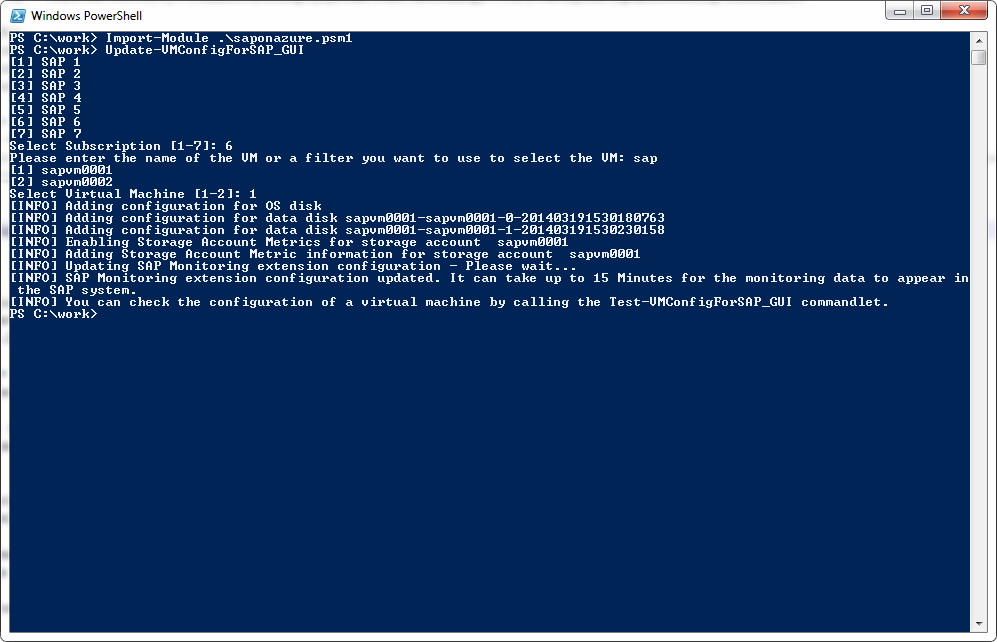 Windows PowerShell
PS C:\work> Import-Module .\saponazure.psm1
PS C:\work> Update-VMConfigForSAP_GUI
[1] SAP 1
[2] SAP 2
[3] SAP 3
[4] SAP 4
[5] SAP 5
[6] SAP 6
[7] SAP 7
Select Subscription [1-7]: 6
Please enter the name of the VM or a filter you want to use to select the VM: sap
[1] sapvm0001
[2] sapvm0002
Select Virtual Machine [1-2]: 1
[INFO] Adding configuration for OS disk
[INFO] Adding configuration for data disk sapvm0001-sapvm0001-0-201403191530180763
[INFO] Adding configuration for data disk sapvm0001-sapvm0001-1-201403191530230158
[INFO] Enabling Storage Account Metrics for storage account  sapvm0001
[INFO] Adding Storage Account Metric information for storage account  sapvm0001
[INFO] Updating SAP Monitoring extension configuration - Please wait...
[INFO] SAP Monitoring extension configuration updated. It can take up to 15 Minutes for the monitoring data to appear in
 the SAP system.
[INFO] You can check the configuration of a virtual machine by calling the Test-VMConfigForSAP_GUI commandlet.
PS C:\work>